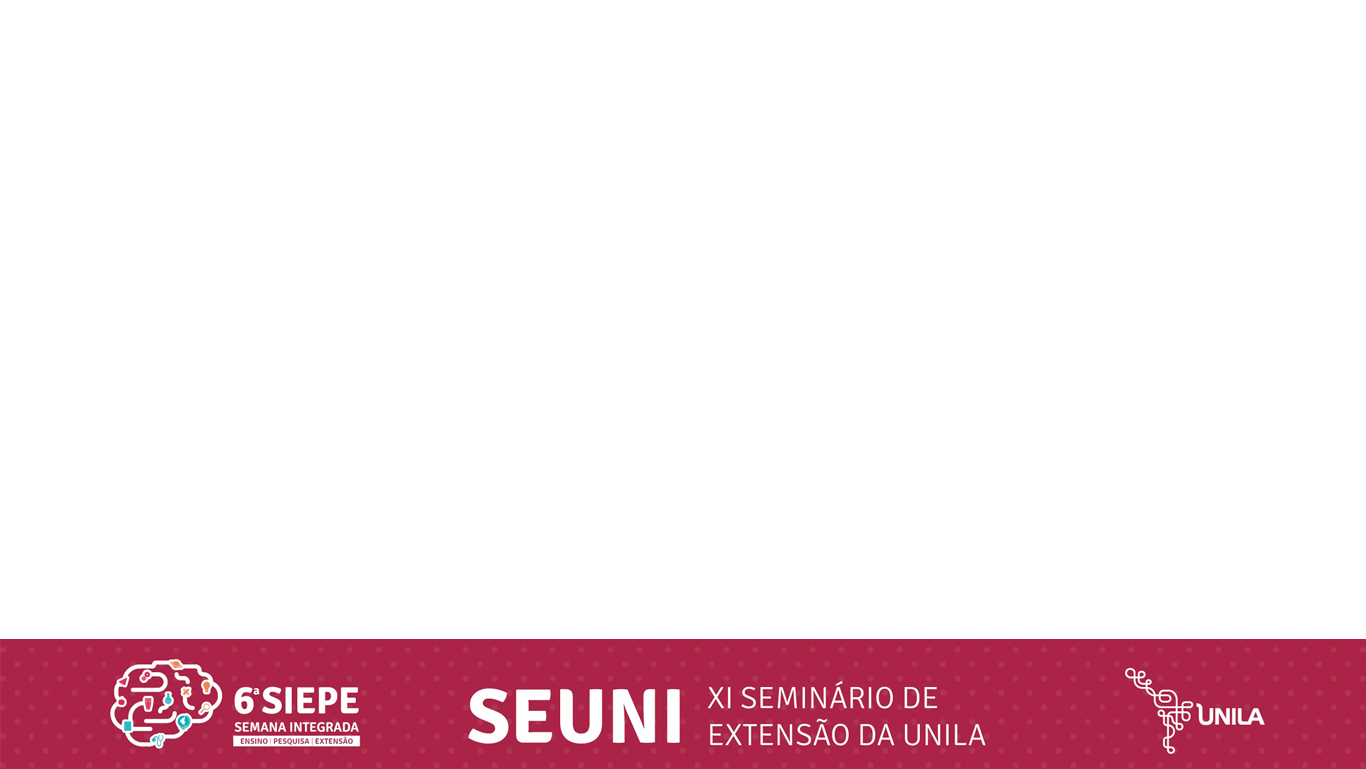 6ª SIEPE
SEMANA INTEGRADA
ENSINO | PESQUISA | EXTENSÃO
SEUNI
XI SEMINÁRIO DE
EXTENSÃO DA UNILA
UNILA